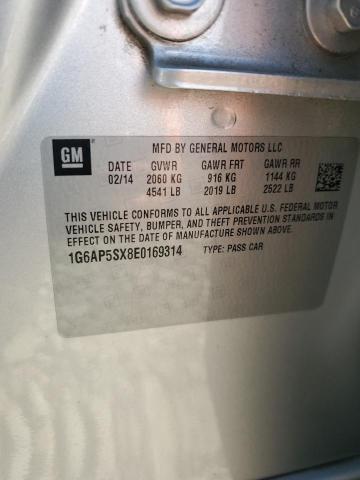 GM
MFD BY GENERAL MOTORS LLC
DATE GVWR GAWR FRT GAWR RR
02/14 2060 KG 916 KG 1144 KG
4541 LB 2019 LB 2522 LB
THIS VEHICLE CONFORMS TO ALL APPLICABLE U.S. FEDERAL MOTOR
VEHICLE SAFETY, BUMPER, AND THEFT PREVENTION STANDARDS IN
EFFECT ON THE DATE OF MANUFACTURE SHOWN ABOVE.
1G6AP5SX8E0169314 TYPE: PASS CAR